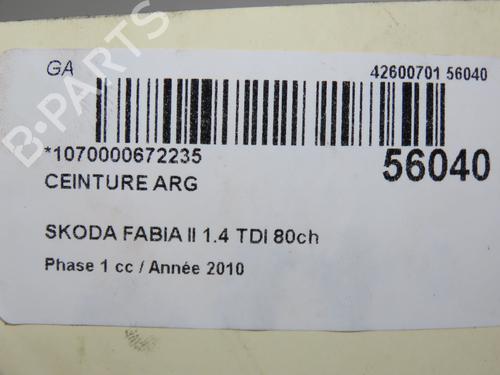 GA
42600701 56040
*1070000672235
56040
CEINTURE ARG
SKODA FABIA II 1.4 TDI 80ch
Phase 1 cc / Année 2010
B-PARTS